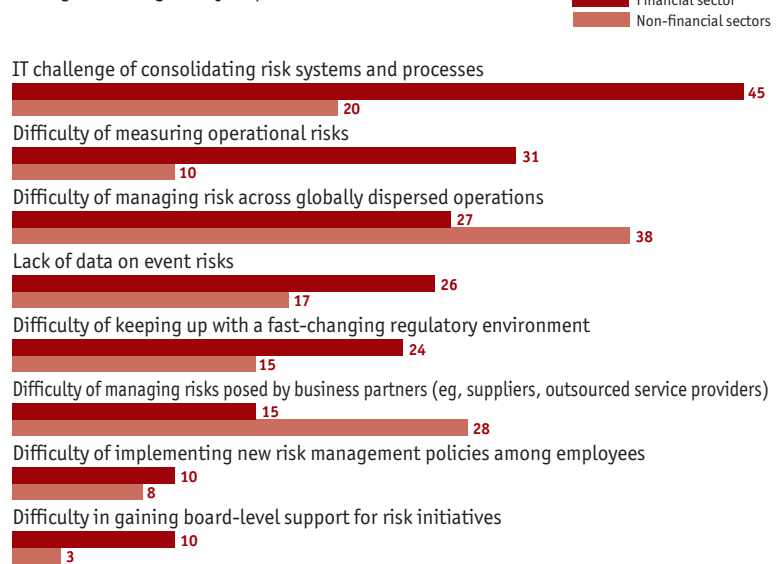 Financial sector
Non-financial sectors
IT challenge of consolidating risk systems and processes
45
20
Difficulty of measuring operational risks
31
10
Difficulty of managing risk across globally dispersed operations
27
38
Lack of data on event risks
26
17
Difficulty of keeping up with a fast-changing regulatory environment
24
15
Difficulty of managing risks posed by business partners (eg, suppliers, outsourced service providers)
15
28
Difficulty of implementing new risk management policies among employees
10
8
Difficulty in gaining board-level support for risk initiatives
10
3